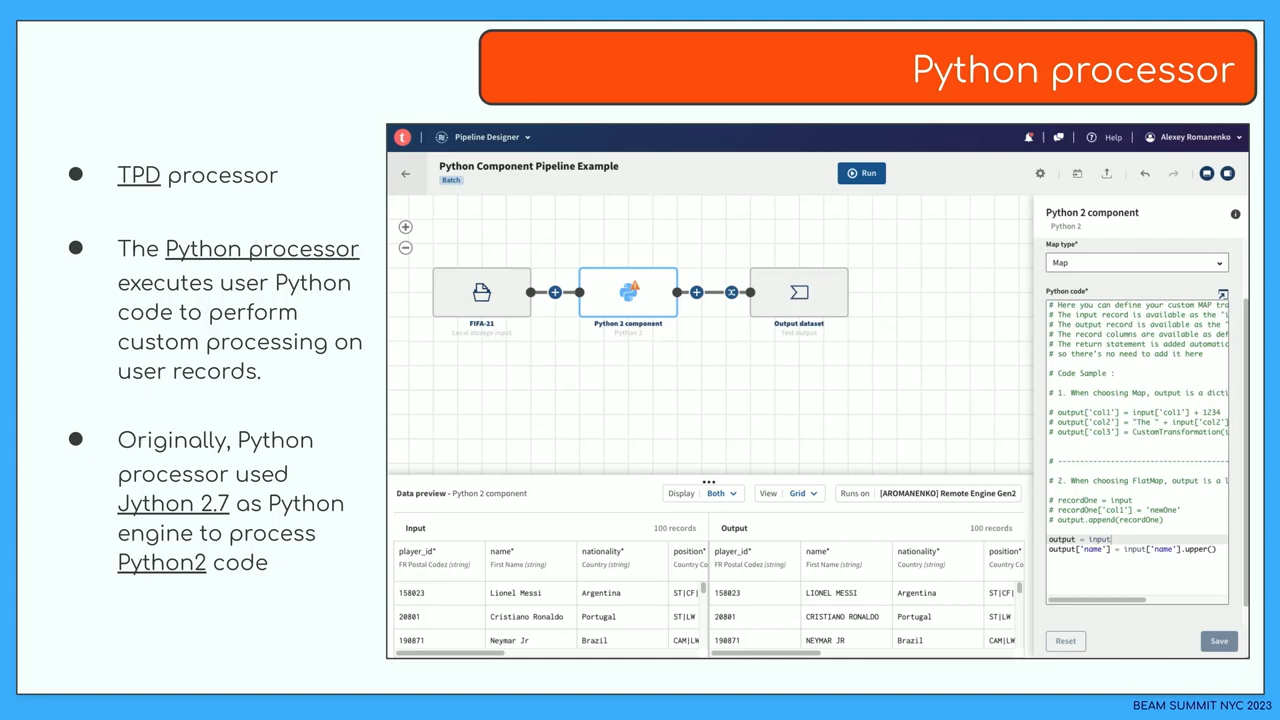 Python processor
● TPD processor
● The Python processor
executes user Python
code to perform
custom processing on
user records.
● Originally, Python
processor used
Jython 2.7 as Python
engine to process
Python2 code
t Pipeline Designer Help Alexey Romanenko
Python Component Pipeline Example
Batch
Run
FIFA-21
Local storage input
Python 2 component
Python 2
Output dataset
Test output
Python 2 component
Python 2
Map type*
Map
Python code*
# Here you can define your custom MAP tra
# The input record is available as the "i
# The output record is available as the "
# The record columns are available as def
# The return statement is added automatic
# so there's no need to add it here
# Code Sample :
# 1. When choosing Map, output is a dicti
# output['col1'] = input['col1'] + 1234
# output['col2'] = "The " + input['col2']
# output['col3'] = CustomTransformation(i
# ----------------------------------------
# 2. When choosing FlatMap, output is a l
# recordOne = input
# recordOne['col1'] = 'newOne'
# output.append(recordOne)
output = input
output['name'] = input['name'].upper()
Reset Save
Data preview - Python 2 component Display Both View Grid Runs on [AROMANENKO] Remote Engine Gen2
Input 100 records Output 100 records
player_id* name* nationality* position* player_id* name* nationality* position*
FR Postal Codez (string) First Name (string) Country (string) Country Co FR Postal Codez (string) First Name (string) Country (string) Country Co
158023 Lionel Messi Argentina ST|CF| 158023 LIONEL MESSI Argentina ST|CF|
20801 Cristiano Ronaldo Portugal ST|LW 20801 CRISTIANO RONALDO Portugal ST|LW
190871 Neymar Jr Brazil CAM|LW 190871 NEYMAR JR Brazil CAM|LW
BEAM SUMMIT NYC 2023